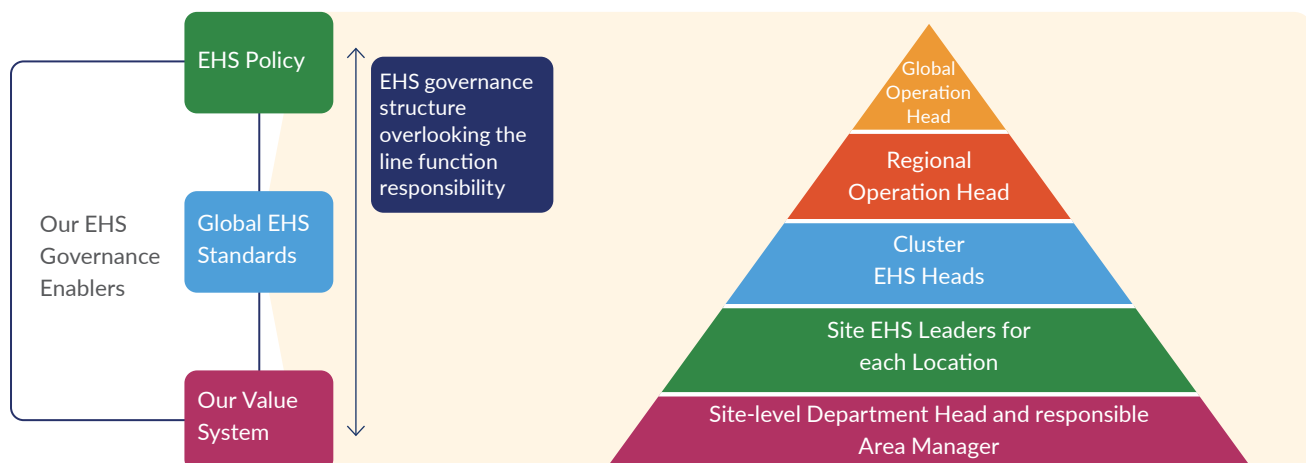 Our EHS
Governance
Enablers
EHS Policy
Global EHS
Standards
Our Value
System
EHS governance
structure
overlooking the
line function
responsibility
Global
Operation
Head
Regional
Operation Head
Cluster
EHS Heads
Site EHS Leaders for
each Location
Site-level Department Head and responsible
Area Manager